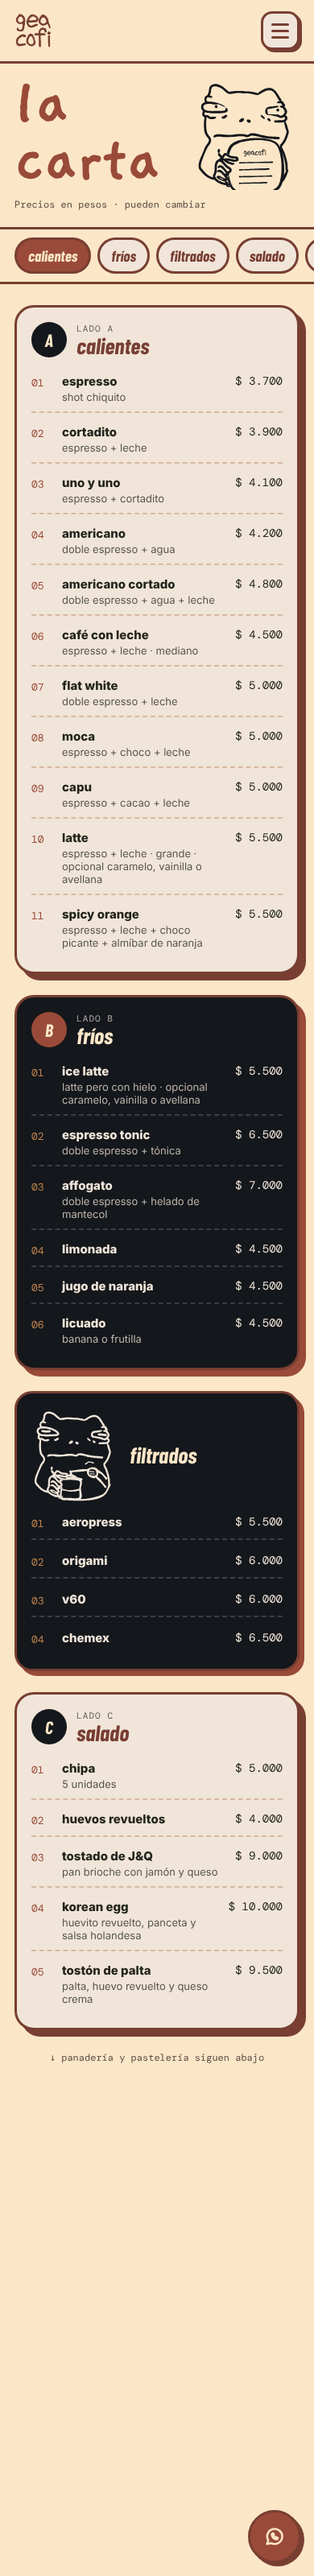 gea
cofi
la
carta
geacofi
Precios en pesos · pueden cambiar
calientes fríos filtrados salado
A LADO A
calientes
01 espresso $ 3.700
shot chiquito
02 cortadito $ 3.900
espresso + leche
03 uno y uno $ 4.100
espresso + cortadito
04 americano $ 4.200
doble espresso + agua
05 americano cortado $ 4.800
doble espresso + agua + leche
06 café con leche $ 4.500
espresso + leche · mediano
07 flat white $ 5.000
doble espresso + leche
08 moca $ 5.000
espresso + choco + leche
09 capu $ 5.000
espresso + cacao + leche
10 latte $ 5.500
espresso + leche · grande ·
opcional caramelo, vainilla o
avellana
11 spicy orange $ 5.500
espresso + leche + choco
picante + almíbar de naranja
B LADO B
fríos
01 ice latte $ 5.500
latte pero con hielo · opcional
caramelo, vainilla o avellana
02 espresso tonic $ 6.500
doble espresso + tónica
03 affogato $ 7.000
doble espresso + helado de
mantecol
04 limonada $ 4.500
05 jugo de naranja $ 4.500
06 licuado $ 4.500
banana o frutilla
filtrados
01 aeropress $ 5.500
02 origami $ 6.000
03 v60 $ 6.000
04 chemex $ 6.500
C LADO C
salado
01 chipa $ 5.000
5 unidades
02 huevos revueltos $ 4.000
03 tostado de J&Q $ 9.000
pan brioche con jamón y queso
04 korean egg $ 10.000
huevito revuelto, panceta y
salsa holandesa
05 tostón de palta $ 9.500
palta, huevo revuelto y queso
crema
↓ panadería y pastelería siguen abajo